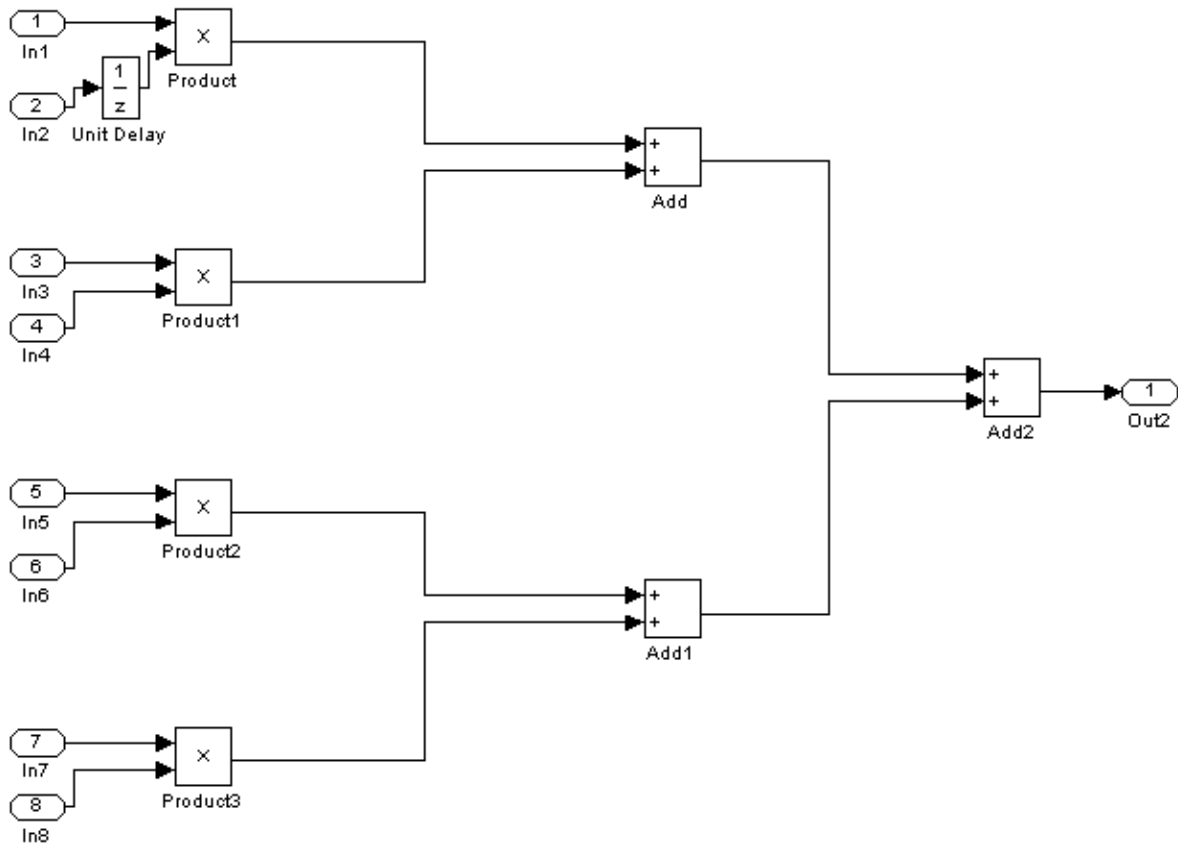 1
In1
×
Product
1
z
Unit Delay
2
In2
+
+
Add
3
In3
×
Product1
4
In4
+
+
Add2
1
Out2
5
In5
×
Product2
6
In6
+
+
Add1
7
In7
×
Product3
8
In8